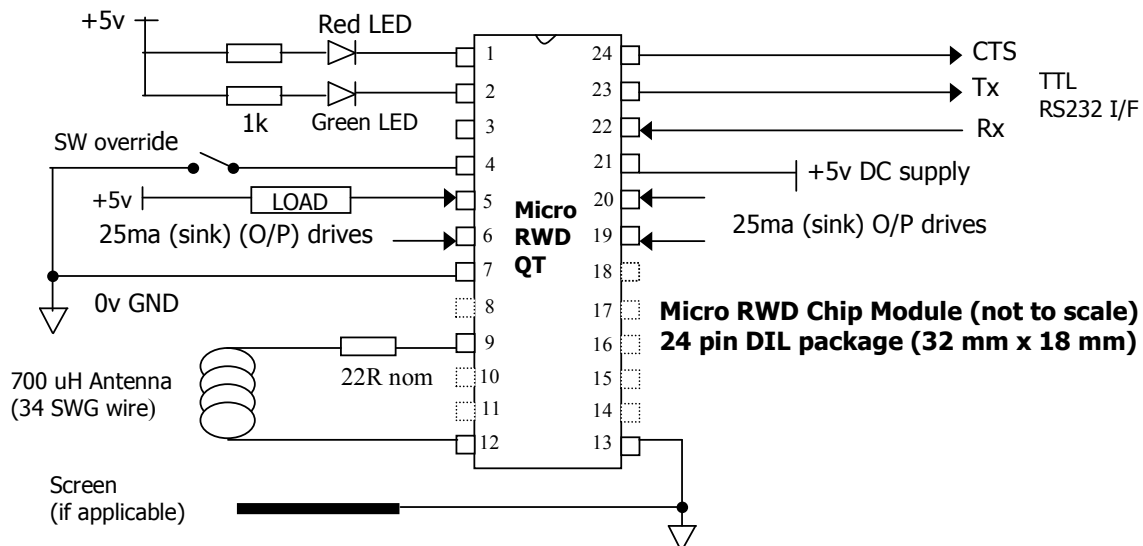 +5v
Red LED
1k
Green LED
SW override
+5v
LOAD
25ma (sink) (O/P) drives
0v GND
700 uH Antenna
(34 SWG wire)
22R nom
Screen
(if applicable)
1
2
3
4
5
6
7
8
9
10
11
12
Micro
RWD
QT
24
23
22
21
20
19
18
17
16
15
14
13
CTS
Tx
Rx
TTL
RS232 I/F
+5v DC supply
25ma (sink) O/P drives
Micro RWD Chip Module (not to scale)
24 pin DIL package (32 mm x 18 mm)